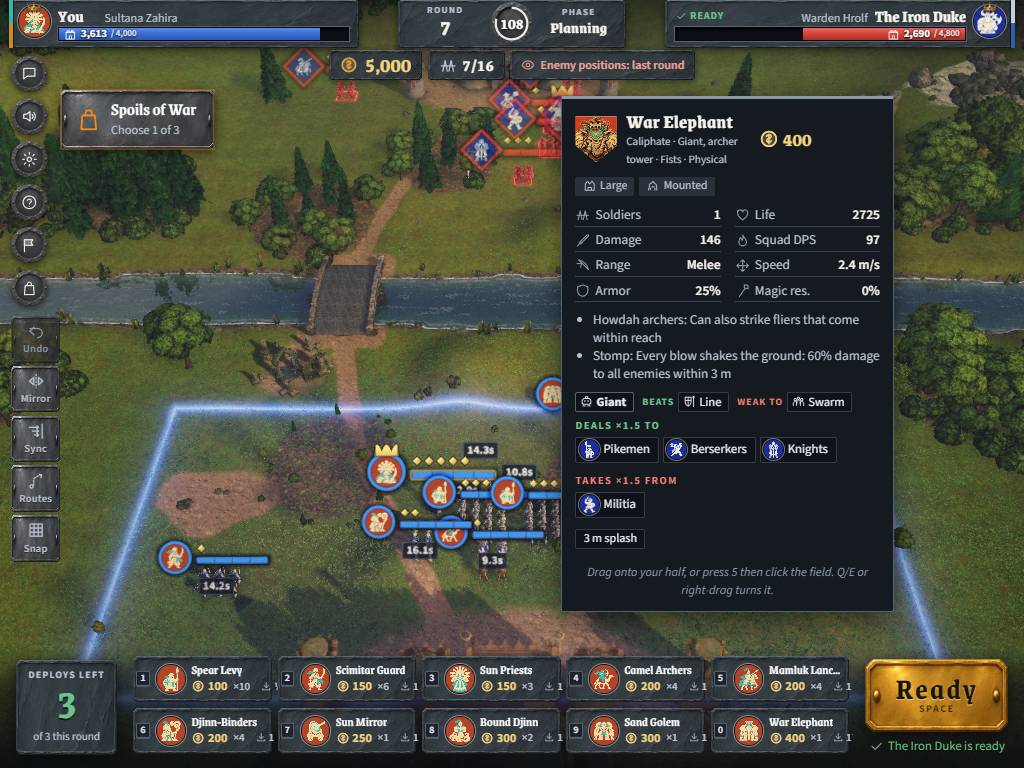 You Sultana Zahira
3,613 / 4,000
ROUND
7
108
PHASE
Planning
READY
Warden Hrolf The Iron Duke
2,690 / 4,800
5,000
7/16
Enemy positions: last round
Spoils of War
Choose 1 of 3
War Elephant
400
Caliphate · Giant, archer
tower · Fists · Physical
Large
Mounted
Soldiers 1
Life 2725
Damage 146
Squad DPS 97
Range Melee
Speed 2.4 m/s
Armor 25%
Magic res. 0%
• Howdah archers: Can also strike fliers that come
within reach
• Stomp: Every blow shakes the ground: 60% damage
to all enemies within 3 m
Giant BEATS Line WEAK TO Swarm
DEALS ×1.5 TO
Pikemen Berserkers Knights
TAKES ×1.5 FROM
Militia
3 m splash
Drag onto your half, or press 5 then click the field. Q/E or
right-drag turns it.
Undo
Mirror
Sync
Routes
Snap
14.3s
10.8s
16.1s
9.3s
14.2s
DEPLOYS LEFT
3
of 3 this round
1 Spear Levy
100 ×10
2 Scimitar Guard
150 ×6 1
3 Sun Priests
150 ×3 1
4 Camel Archers
200 ×4 1
5 Mamluk Lanc...
200 ×4 1
6 Djinn-Binders
200 ×4 1
7 Sun Mirror
250 ×1 1
8 Bound Djinn
300 ×2 1
9 Sand Golem
300 ×1 1
0 War Elephant
400 ×1 1
Ready
SPACE
The Iron Duke is ready